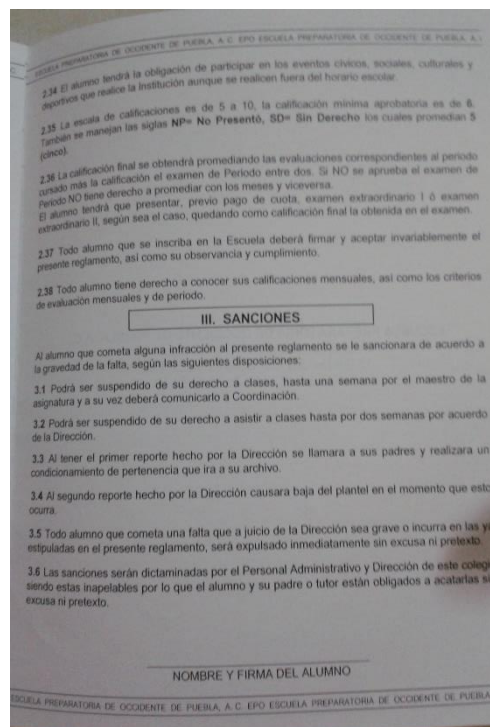 ESCUELA PREPARATORIA DE OCCIDENTE DE PUEBLA, A. C. EPO ESCUELA PREPARATORIA DE OCCIDENTE DE PUEBLA, A.
2.34 El alumno tendrá la obligación de participar en los eventos cívicos, sociales, culturales y
deportivos que realice la Institución aunque se realicen fuera del horario escolar.
2.35 La escala de calificaciones es de 5 a 10, la calificación mínima aprobatoria es de 6.
También se manejan las siglas NP= No Presentó, SD= Sin Derecho los cuales promedian 5
(cinco).
2.36 La calificación final se obtendrá promediando las evaluaciones correspondientes al periodo
cursado más la calificación el examen de Periodo entre dos. Si NO se aprueba el examen de
Periodo NO tiene derecho a promediar con los meses y viceversa.
El alumno tendrá que presentar, previo pago de cuota, examen extraordinario I ó examen
extraordinario II, según sea el caso, quedando como calificación final la obtenida en el examen.
2.37 Todo alumno que se inscriba en la Escuela deberá firmar y aceptar invariablemente el
presente reglamento, así como su observancia y cumplimiento.
2.38 Todo alumno tiene derecho a conocer sus calificaciones mensuales, así como los criterios
de evaluación mensuales y de periodo.
III. SANCIONES
Al alumno que cometa alguna infracción al presente reglamento se le sancionara de acuerdo a
la gravedad de la falta, según las siguientes disposiciones:
3.1 Podrá ser suspendido de su derecho a clases, hasta una semana por el maestro de la
asignatura y a su vez deberá comunicarlo a Coordinación.
3.2 Podrá ser suspendido de su derecho a asistir a clases hasta por dos semanas por acuerdo
de la Dirección.
3.3 Al tener el primer reporte hecho por la Dirección se llamara a sus padres y realizara un
condicionamiento de pertenencia que ira a su archivo.
3.4 Al segundo reporte hecho por la Dirección causara baja del plantel en el momento que esto
ocurra.
3.5 Todo alumno que cometa una falta que a juicio de la Dirección sea grave o incurra en las y
estipuladas en el presente reglamento, será expulsado inmediatamente sin excusa ni pretexto.
3.6 Las sanciones serán dictaminadas por el Personal Administrativo y Dirección de este colegi
siendo estas inapelables por lo que el alumno y su padre o tutor están obligados a acatarlas si
excusa ni pretexto.
NOMBRE Y FIRMA DEL ALUMNO
ESCUELA PREPARATORIA DE OCCIDENTE DE PUEBLA, A. C. EPO ESCUELA PREPARATORIA DE OCCIDENTE DE PUEBLA